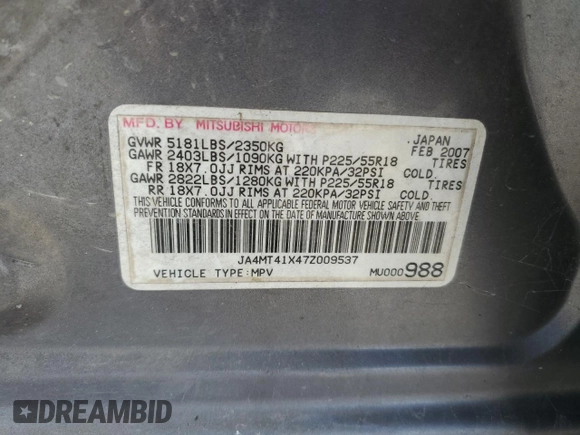 MFD. BY MITSUBISHI MOTORS JAPAN
GVWR 5181LBS/2350KG FEB 2007
GAWR 2403LBS/1090KG WITH P225/55R18 TIRES
FR 18X7.0JJ RIMS AT 220KPA/32PSI COLD.
GAWR 2822LBS/1280KG WITH P225/55R18 TIRES
RR 18X7.0JJ RIMS AT 220KPA/32PSI COLD.
THIS VEHICLE CONFORMS TO ALL APPLICABLE FEDERAL MOTOR VEHICLE SAFETY AND THEFT
PREVENTION STANDARDS IN EFFECT ON THE DATE OF MANUFACTURE SHOWN ABOVE.
JA4MT41X47Z009537
VEHICLE TYPE:MPV MU000988
DREAMBID